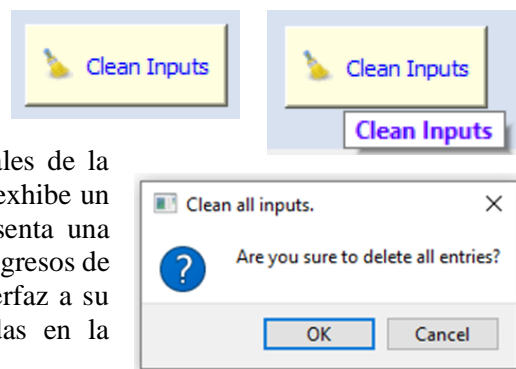 Clean Inputs
Clean Inputs
Clean Inputs
les de la
exhibe un
senta una
gresos de
erfaz a su
das en la
Clean all inputs.
Are you sure to delete all entries?
OK
Cancel